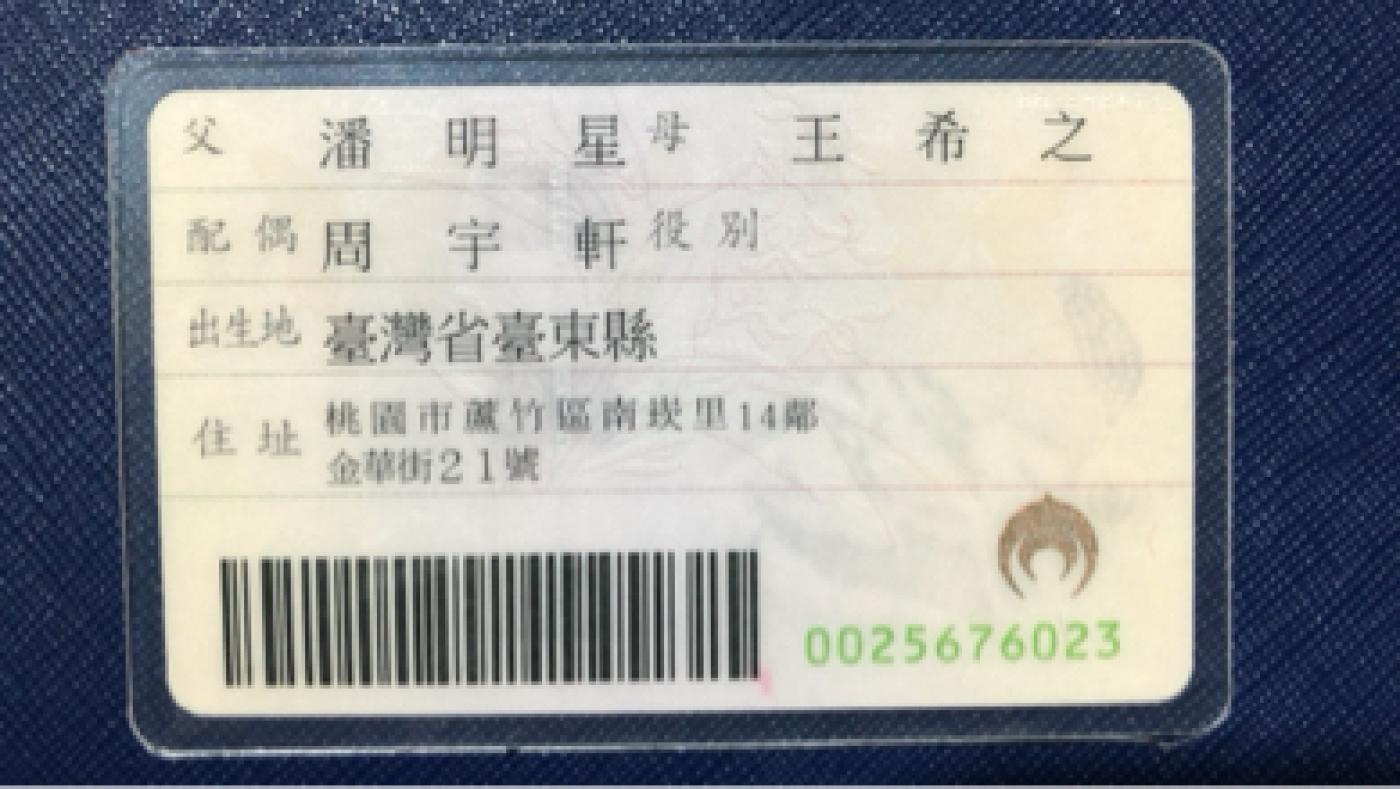 父 潘明星 母 王希之
配偶 周宇軒 役別
出生地 臺灣省臺東縣
住址 桃園市蘆竹區南崁里14鄰
金華街21號
0025676023